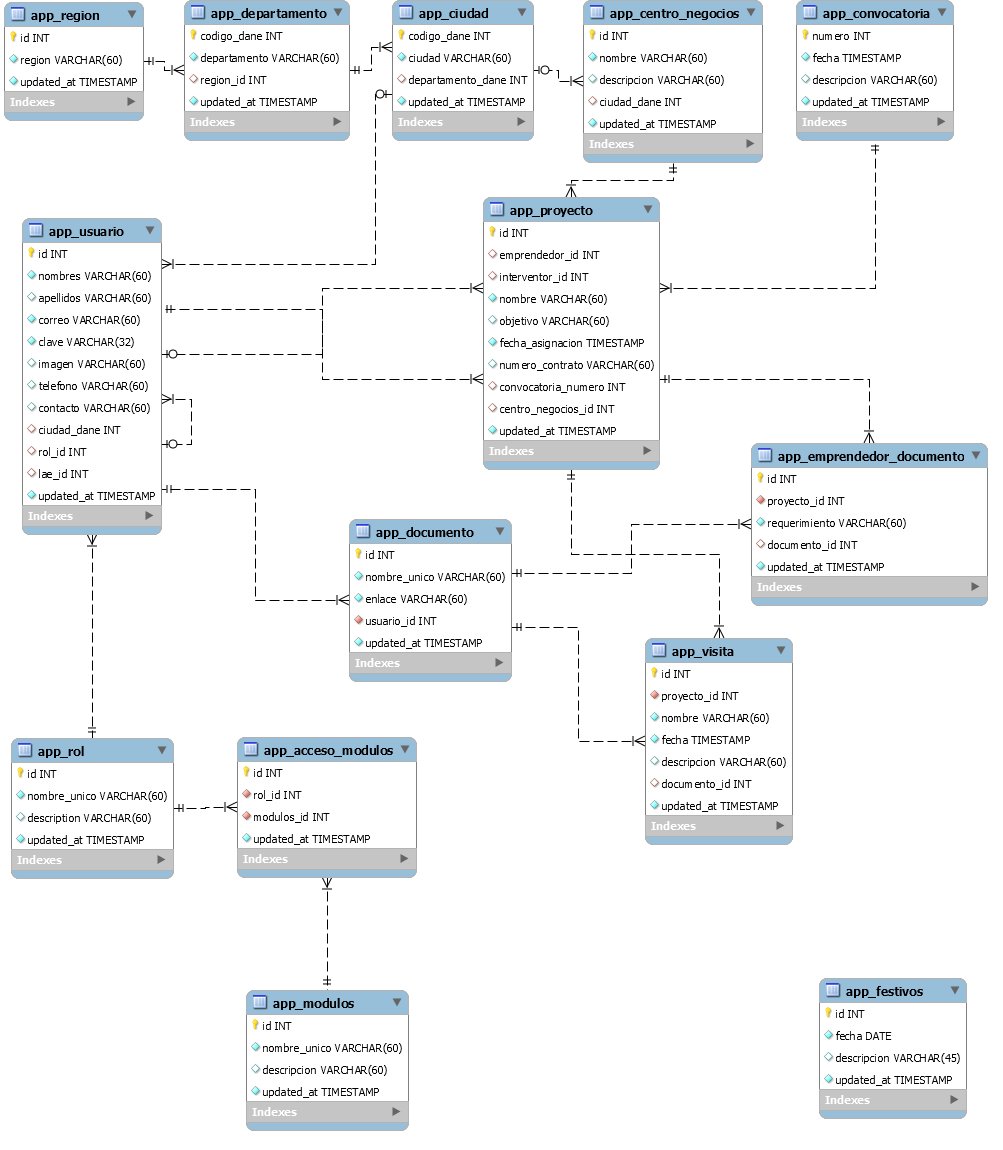 app_region
id INT
region VARCHAR(60)
updated_at TIMESTAMP
Indexes
app_departamento
codigo_dane INT
departamento VARCHAR(60)
region_id INT
updated_at TIMESTAMP
Indexes
app_ciudad
codigo_dane INT
ciudad VARCHAR(60)
departamento_dane INT
updated_at TIMESTAMP
Indexes
app_centro_negocios
id INT
nombre VARCHAR(60)
descripcion VARCHAR(60)
ciudad_dane INT
updated_at TIMESTAMP
Indexes
app_convocatoria
numero INT
fecha TIMESTAMP
descripcion VARCHAR(60)
updated_at TIMESTAMP
Indexes
app_usuario
id INT
nombres VARCHAR(60)
apellidos VARCHAR(60)
correo VARCHAR(60)
clave VARCHAR(32)
imagen VARCHAR(60)
telefono VARCHAR(60)
contacto VARCHAR(60)
ciudad_dane INT
rol_id INT
lae_id INT
updated_at TIMESTAMP
Indexes
app_proyecto
id INT
emprendedor_id INT
interventor_id INT
nombre VARCHAR(60)
objetivo VARCHAR(60)
fecha_asignacion TIMESTAMP
numero_contrato VARCHAR(60)
convocatoria_numero INT
centro_negocios_id INT
updated_at TIMESTAMP
Indexes
app_emprendedor_documento
id INT
proyecto_id INT
requerimiento VARCHAR(60)
documento_id INT
updated_at TIMESTAMP
Indexes
app_documento
id INT
nombre_unico VARCHAR(60)
enlace VARCHAR(60)
usuario_id INT
updated_at TIMESTAMP
Indexes
app_visita
id INT
proyecto_id INT
nombre VARCHAR(60)
fecha TIMESTAMP
descripcion VARCHAR(60)
documento_id INT
updated_at TIMESTAMP
Indexes
app_rol
id INT
nombre_unico VARCHAR(60)
description VARCHAR(60)
updated_at TIMESTAMP
Indexes
app_acceso_modulos
id INT
rol_id INT
modulos_id INT
updated_at TIMESTAMP
Indexes
app_modulos
id INT
nombre_unico VARCHAR(60)
descripcion VARCHAR(60)
updated_at TIMESTAMP
Indexes
app_festivos
id INT
fecha DATE
descripcion VARCHAR(45)
updated_at TIMESTAMP
Indexes